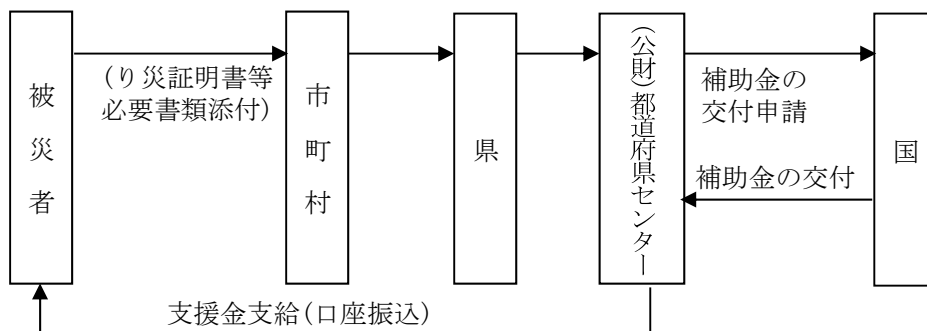 被災者
(り災証明書等
必要書類添付)
市町村
県
(公財)都道府県センター
補助金の
交付申請
補助金の交付
国
支援金支給(口座振込)